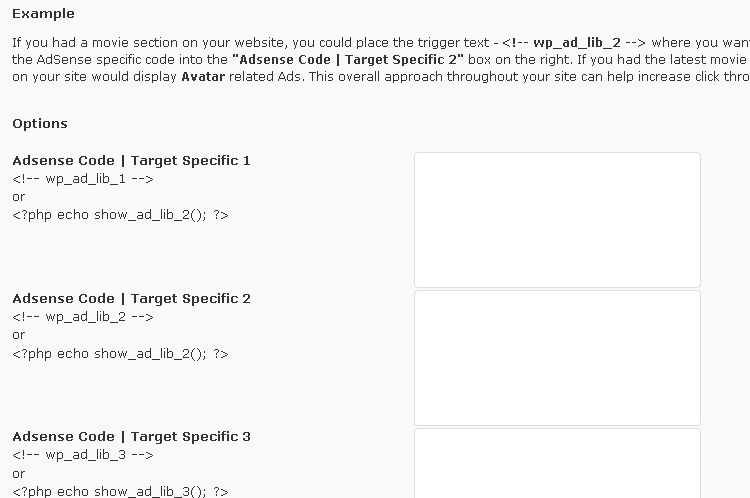 Example
If you had a movie section on your website, you could place the trigger text - <!-- wp_ad_lib_2 --> where you
the AdSense specific code into the "Adsense Code | Target Specific 2" box on the right. If you had the latest movie
on your site would display Avatar related Ads. This overall approach throughout your site can help increase click
Options
Adsense Code | Target Specific 1
<!-- wp_ad_lib_1 -->
or
<?php echo show_ad_lib_2(); ?>
Adsense Code | Target Specific 2
<!-- wp_ad_lib_2 -->
or
<?php echo show_ad_lib_2(); ?>
Adsense Code | Target Specific 3
<!-- wp_ad_lib_3 -->
or
<?php echo show_ad_lib_3(); ?>